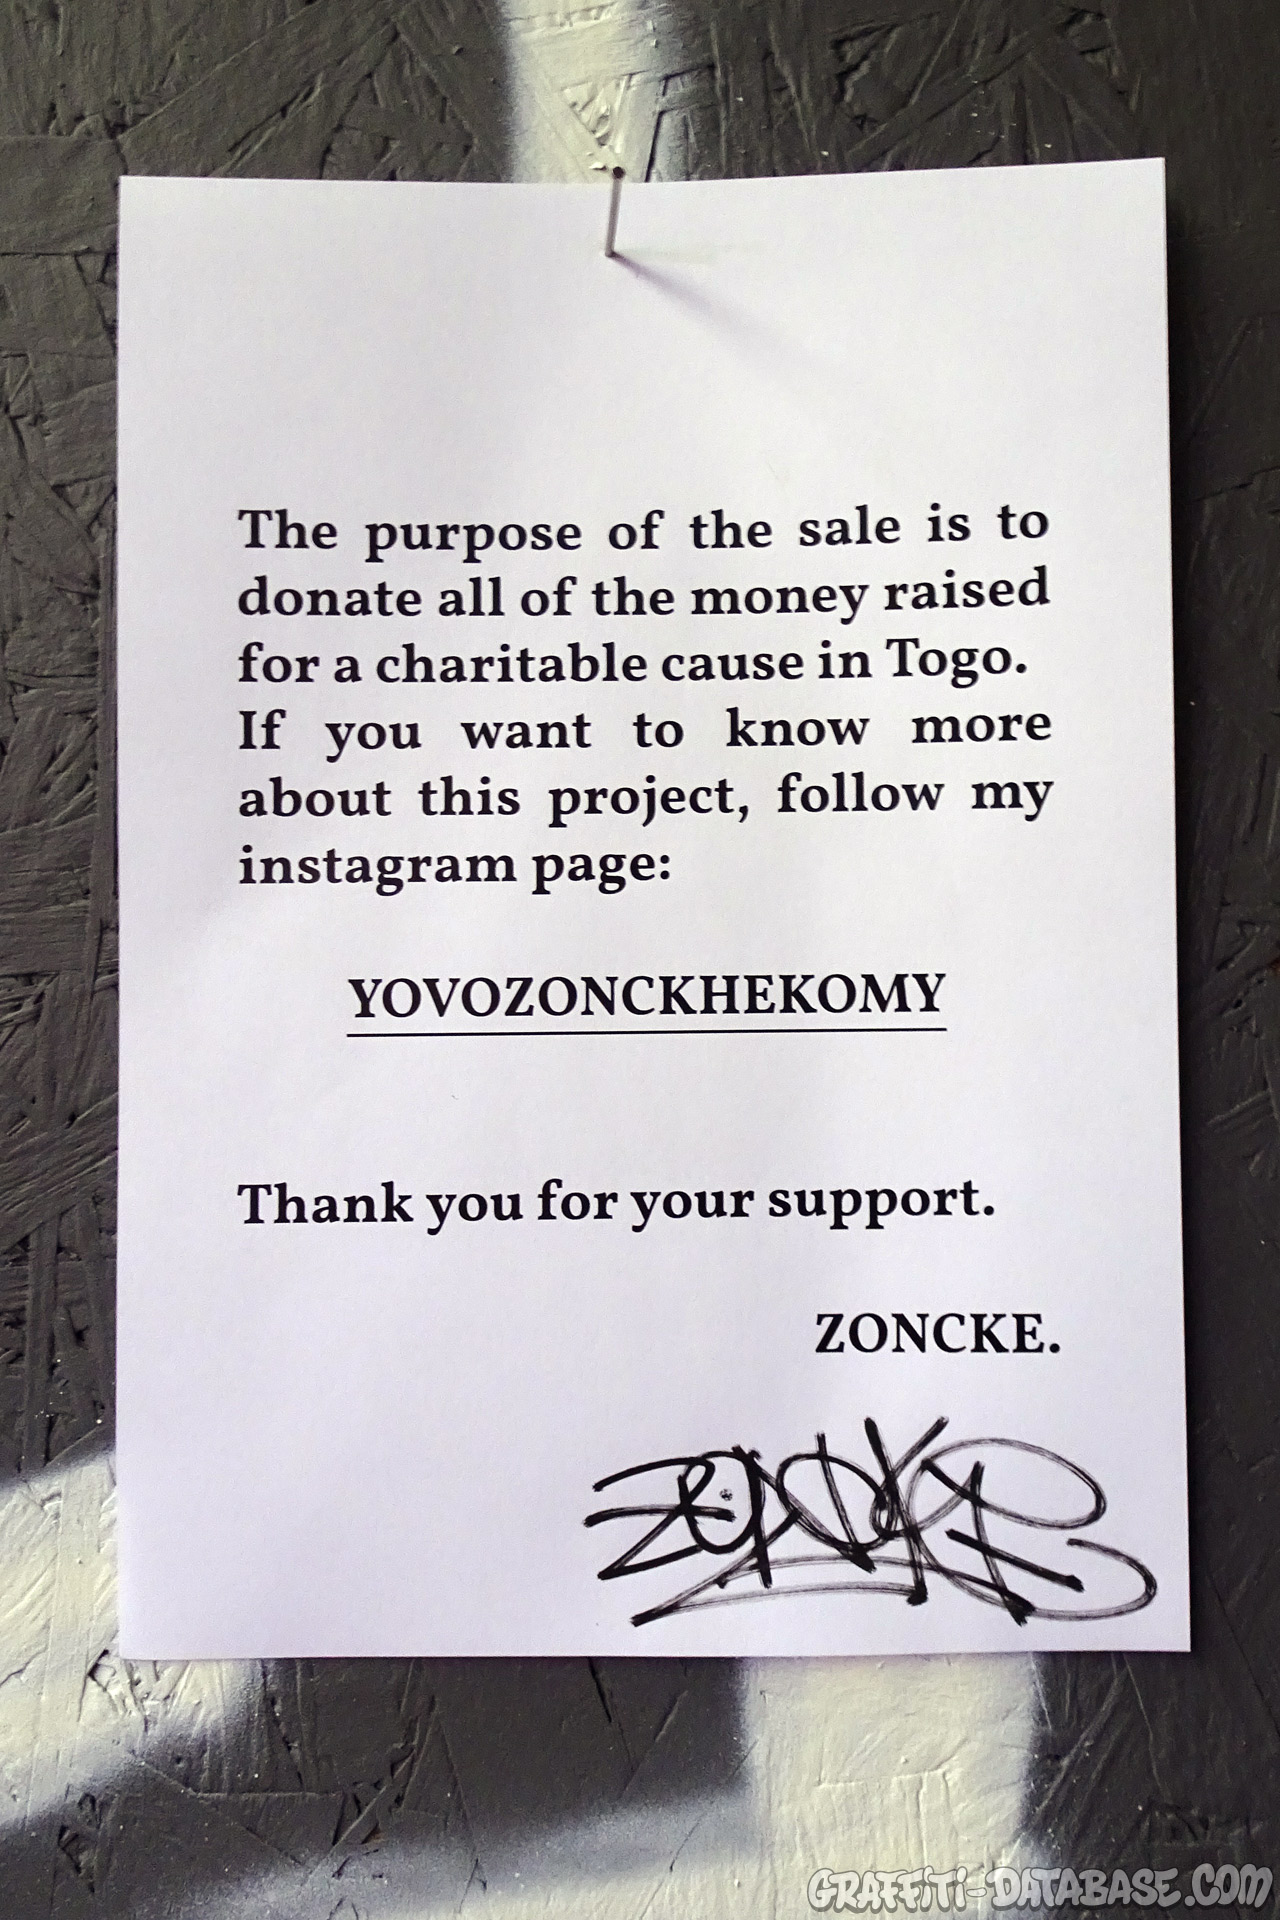 The purpose of the sale is to
donate all of the money raised
for a charitable cause in Togo.
If you want to know more
about this project, follow my
instagram page:
YOVOZONCKHEKOMY
Thank you for your support.
ZONCKE.
ZONCKE
GRAFFITI-DATABASE.COM